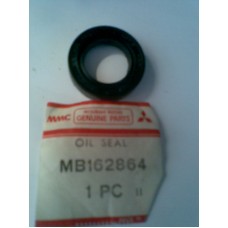 MMC
GENUINE PARTS
OIL SEAL
MB162864
1 PC